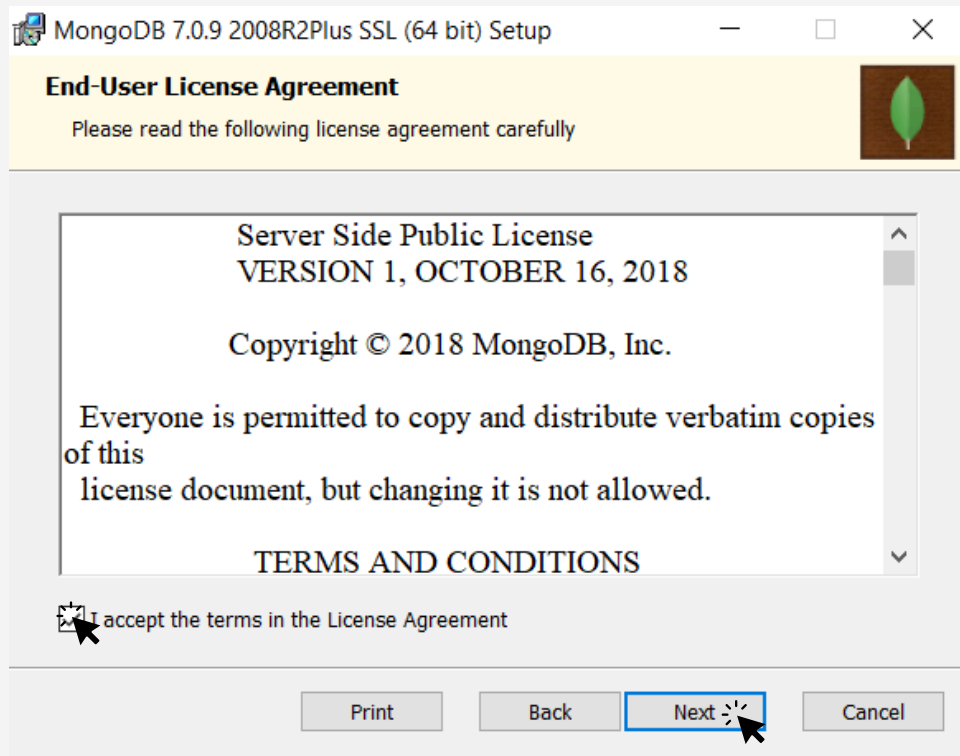 MongoDB 7.0.9 2008R2Plus SSL (64 bit) Setup
End-User License Agreement
Please read the following license agreement carefully
Server Side Public License
VERSION 1, OCTOBER 16, 2018
Copyright © 2018 MongoDB, Inc.
Everyone is permitted to copy and distribute verbatim copies
of this
license document, but changing it is not allowed.
TERMS AND CONDITIONS
I accept the terms in the License Agreement
Print Back Next Cancel